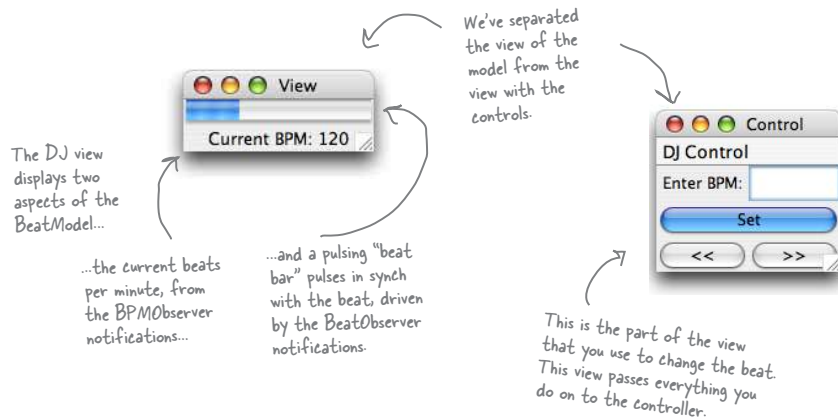 We've separated
the view of the
model from the
view with the
controls.
View
Current BPM: 120
The DJ view
displays two
aspects of the
BeatModel...
...the current beats
per minute, from
the BPMObserver
notifications...
...and a pulsing "beat
bar" pulses in synch
with the beat, driven
by the BeatObserver
notifications.
Control
DJ Control
Enter BPM:
Set
<<
>>
This is the part of the view
that you use to change the beat.
This view passes everything you
do on to the controller.